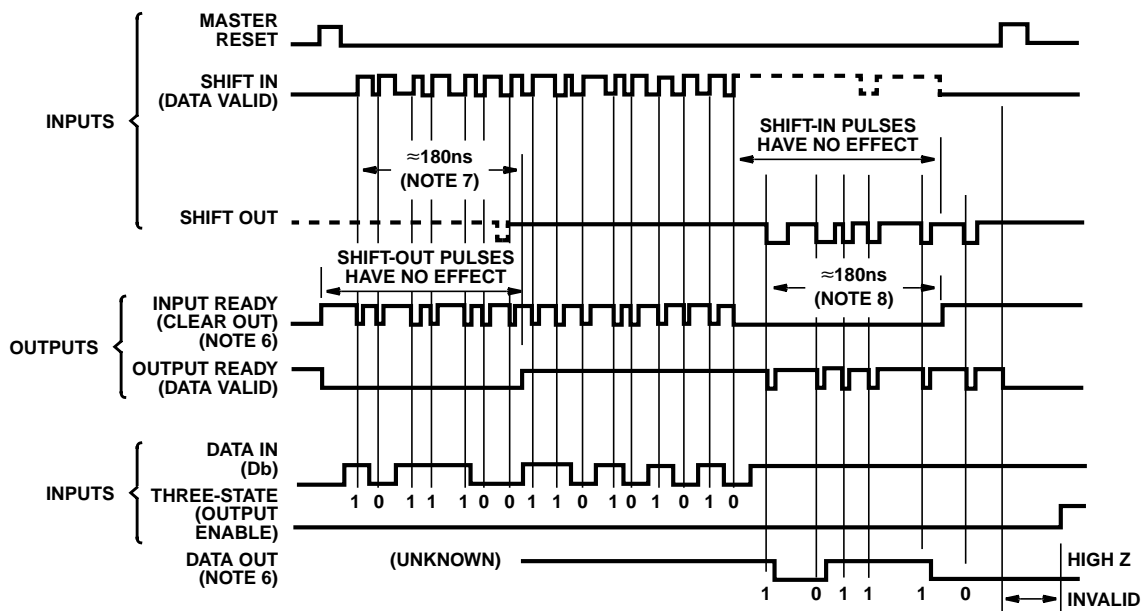 MASTER
RESET
SHIFT IN
(DATA VALID)
INPUTS
SHIFT-IN PULSES
HAVE NO EFFECT
≈180ns
(NOTE 7)
SHIFT OUT
SHIFT-OUT PULSES
HAVE NO EFFECT
≈180ns
(NOTE 8)
INPUT READY
(CLEAR OUT)
(NOTE 6)
OUTPUTS
OUTPUT READY
(DATA VALID)
DATA IN
(Db)
INPUTS
1 0 1 1 1 0 0 1 1 0 1 0 1 0 1 0
THREE-STATE
(OUTPUT
ENABLE)
DATA OUT
(NOTE 6)
(UNKNOWN)
HIGH Z
1 0 1 1 1 0
INVALID